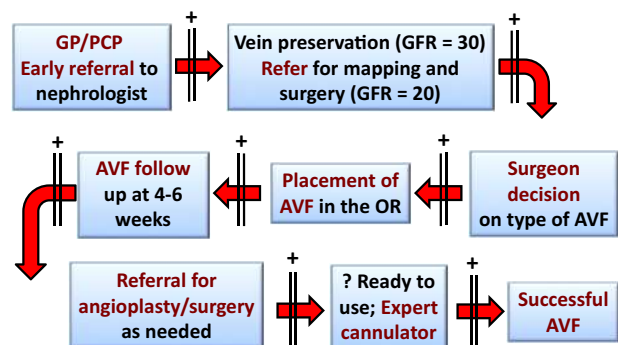 +
GP/PCP
Early referral to
nephrologist
+
Vein preservation (GFR = 30)
Refer for mapping and
surgery (GFR = 20)
+
Surgeon
decision
on type of AVF
+
Placement of
AVF in the OR
+
AVF follow
up at 4-6
weeks
+
Referral for
angioplasty/surgery
as needed
+
? Ready to
use; Expert
cannulator
+
Successful
AVF